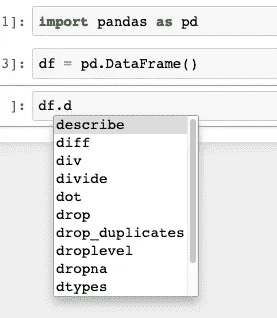 1]: import pandas as pd
3]: df = pd.DataFrame()
]: df.d
describe
diff
div
divide
dot
drop
drop_duplicates
droplevel
dropna
dtypes